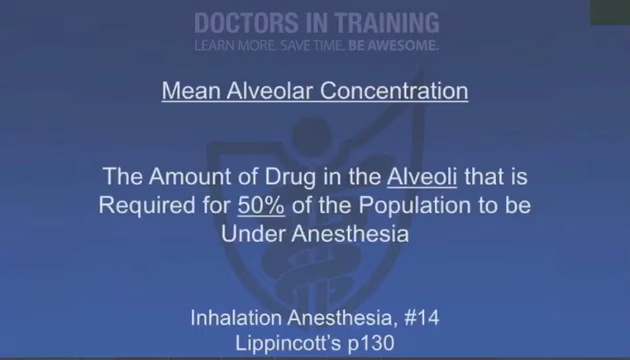 DOCTORS IN TRAINING
LEARN MORE. SAVE TIME. BE AWESOME.
Mean Alveolar Concentration
The Amount of Drug in the Alveoli that is
Required for 50% of the Population to be
Under Anesthesia
Inhalation Anesthesia, #14
Lippincott's p130